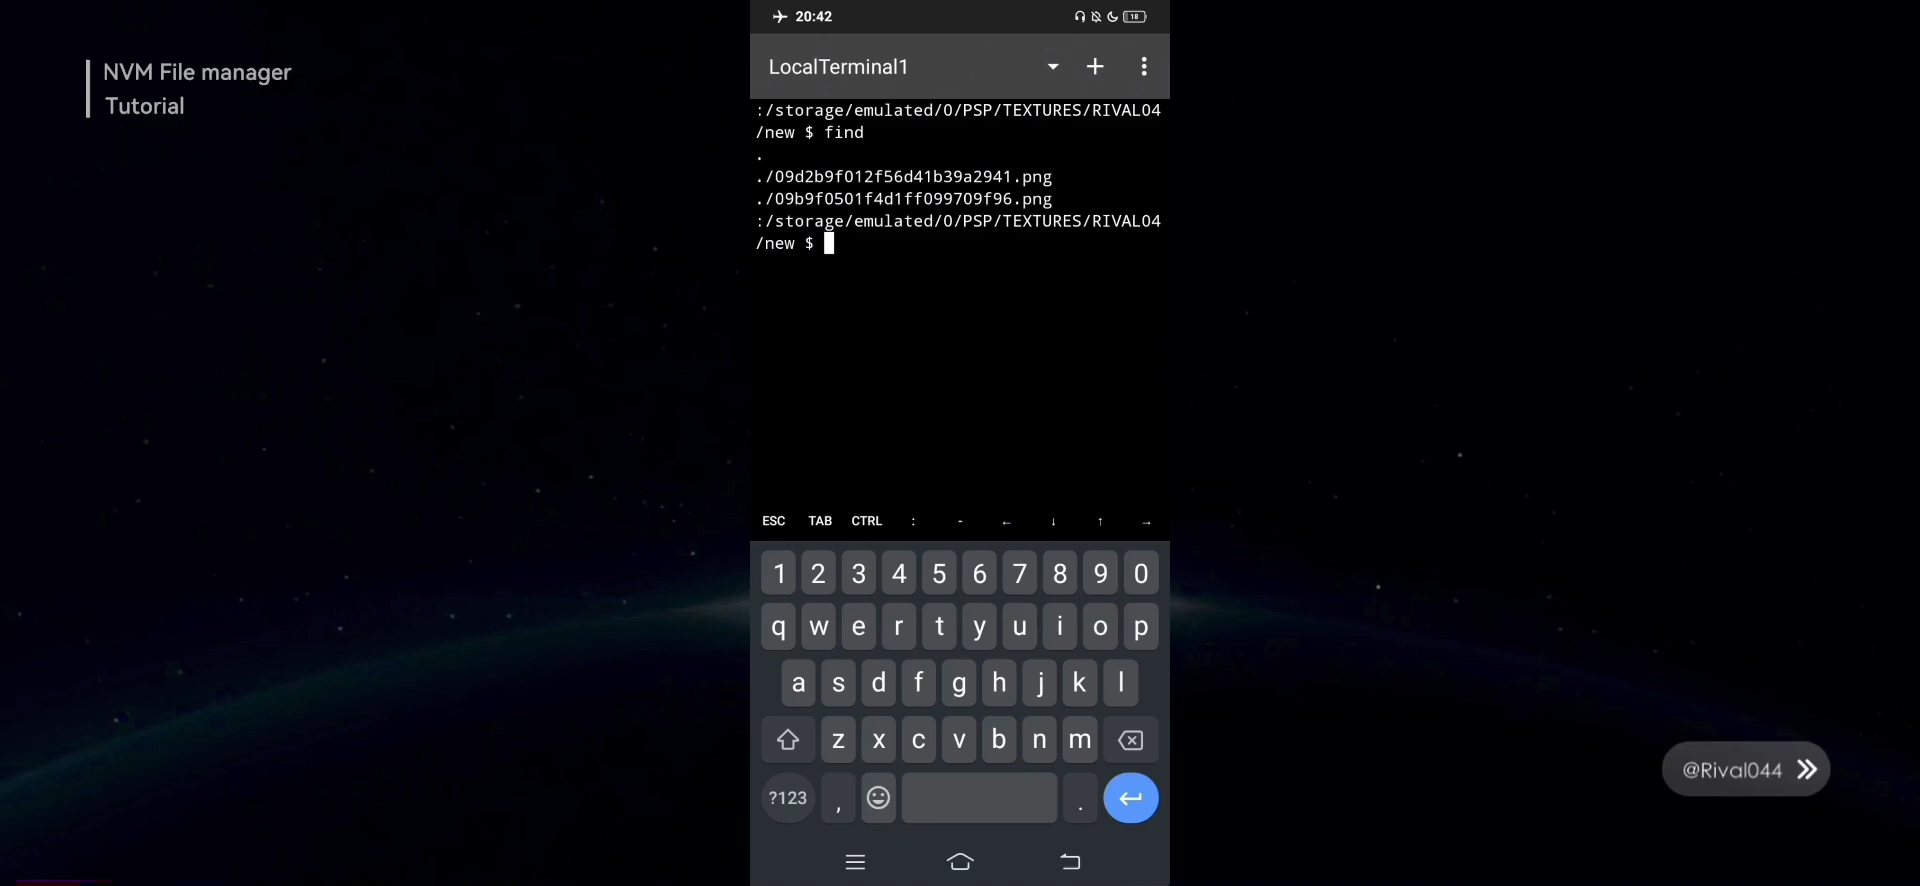 NVM File manager
Tutorial
20:42
18
LocalTerminal1
:/storage/emulated/0/PSP/TEXTURES/RIVAL04
/new $ find
.
./09d2b9f012f56d41b39a2941.png
./09b9f0501f4d1ff099709f96.png
:/storage/emulated/0/PSP/TEXTURES/RIVAL04
/new $
ESC TAB CTRL : - ← ↓ ↑ →
1 2 3 4 5 6 7 8 9 0
q w e r t y u i o p
a s d f g h j k l
z x c v b n m
?123 , .
@Rival044